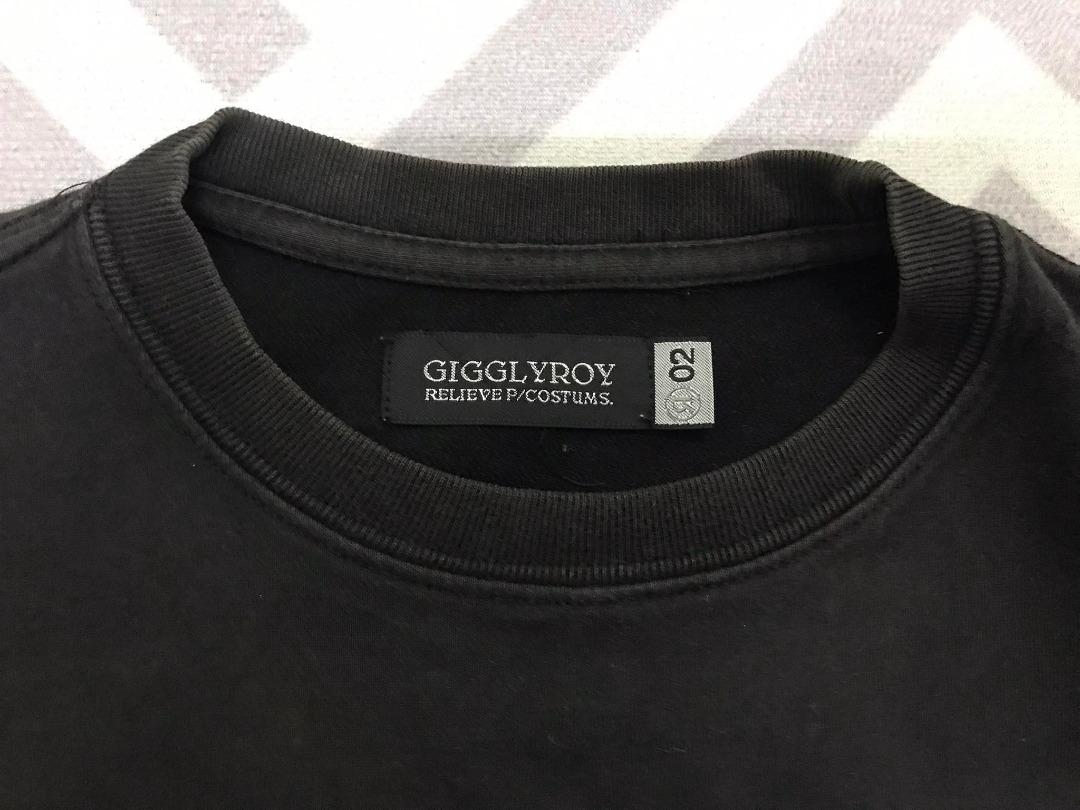 GIGGLYROY
RELIEVE P/COSTUMS.
02